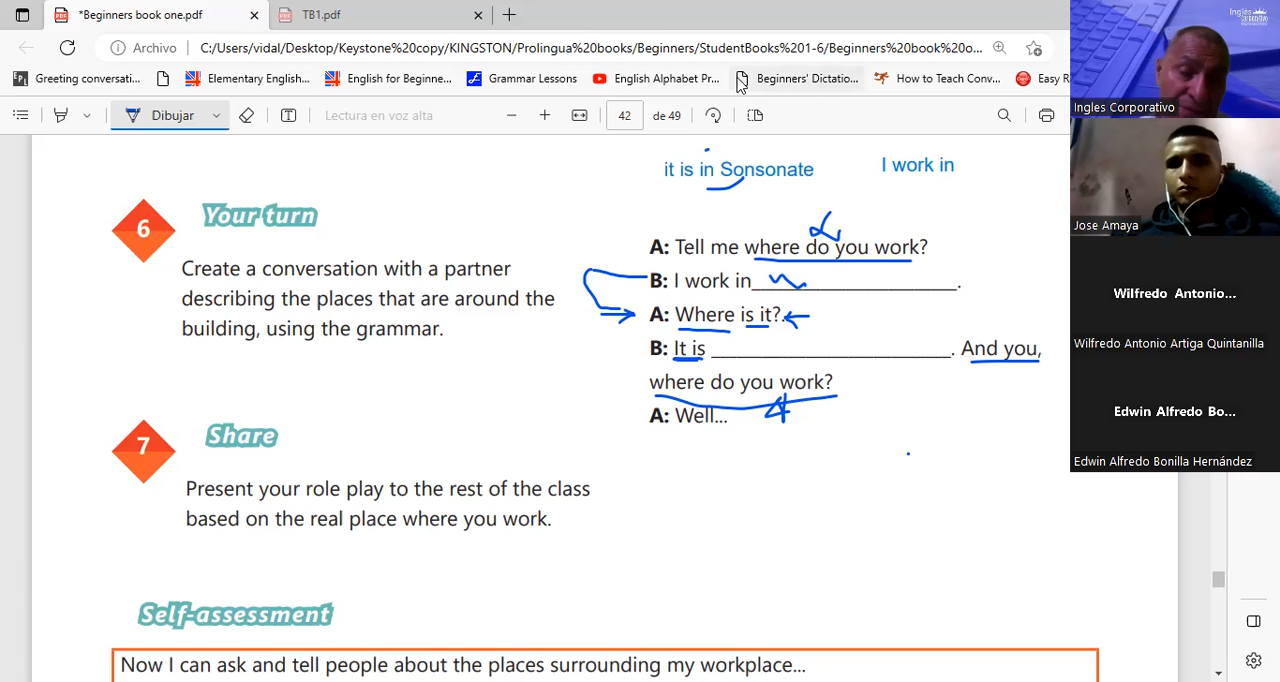 *Beginners book one.pdf
TB1.pdf
Archivo
C:/Users/vidal/Desktop/Keystone%20copy/KINGSTON/Prolingua%20books/Beginners/StudentBooks%201-6/Beginners%20book%20o...
Greeting conversati...
Elementary English...
English for Beginne...
Grammar Lessons
English Alphabet Pr...
Beginners' Dictatio...
How to Teach Conv...
Easy R
Dibujar
Lectura en voz alta
42
de 49
it is in Sonsonate
I work in
6
Your turn
Create a conversation with a partner
describing the places that are around the
building, using the grammar.
A: Tell me where do you work?
B: I work in_________________________.
A: Where is it?.
B: It is _________________________. And you,
where do you work?
A: Well...
7
Share
Present your role play to the rest of the class
based on the real place where you work.
Self-assessment
Now I can ask and tell people about the places surrounding my workplace...
Ingles Corporativo
Jose Amaya
Wilfredo Antonio...
Wilfredo Antonio Artiga Quintanilla
Edwin Alfredo Bo...
Edwin Alfredo Bonilla Hernández